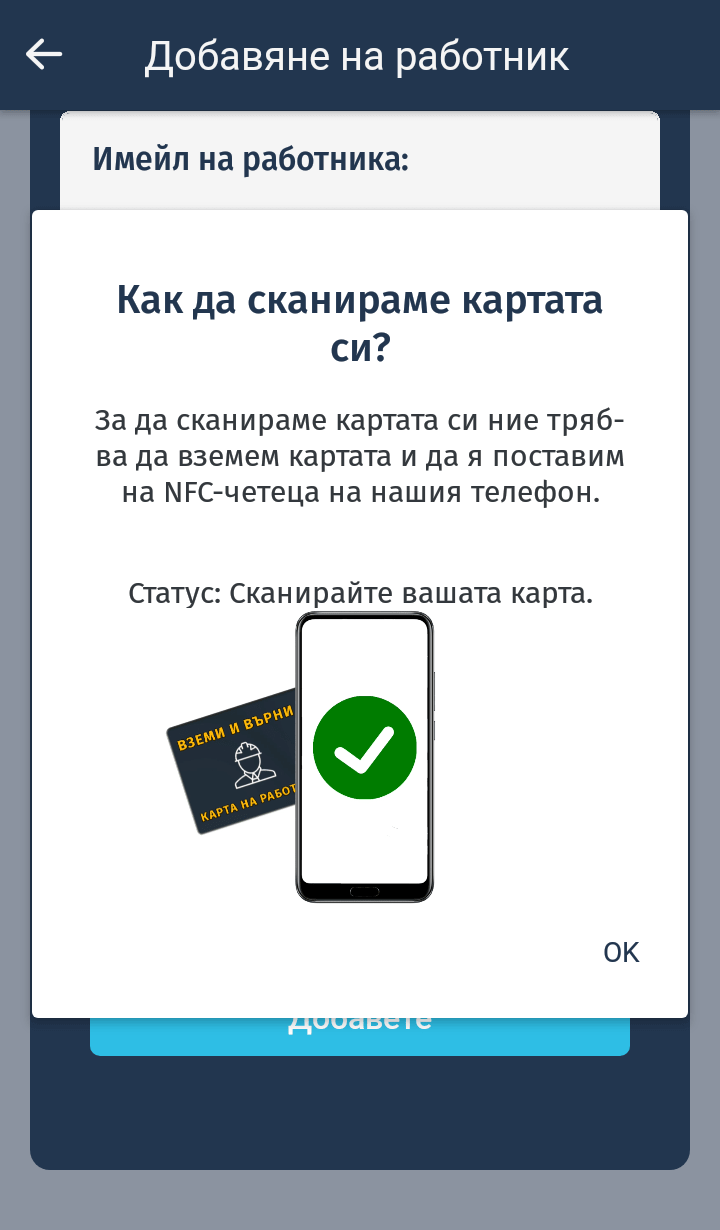 Добавяне на работник
Имейл на работника:
Как да сканираме картата
си?
За да сканираме картата си ние тряб-
ва да вземем картата и да я поставим
на NFC-четеца на нашия телефон.
Статус: Сканирайте вашата карта.
ВЗЕМИ И ВЪРНИ
КАРТА НА РАБОТ
OK
Добавете